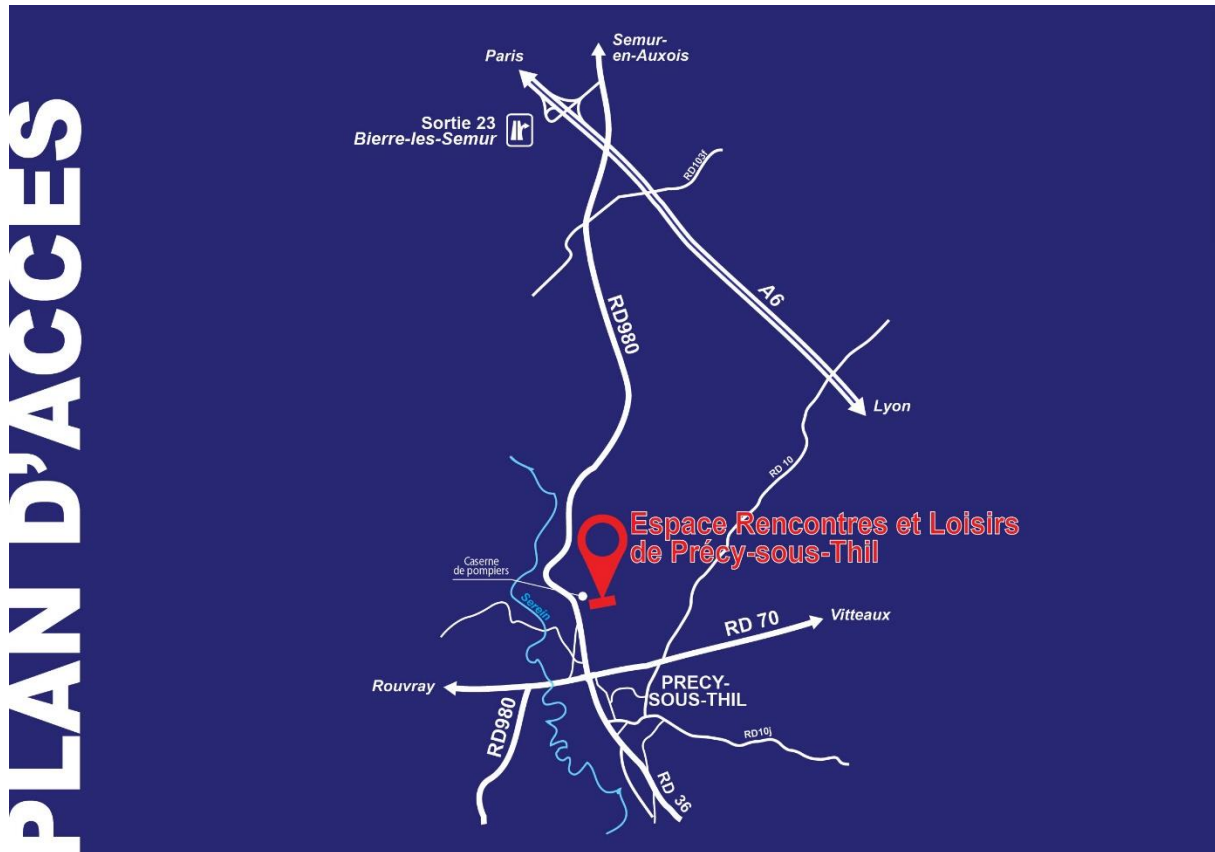 PLAN D'ACCES
Semur-
en-Auxois
Paris
Sortie 23
Bierre-les-Semur
RD103f
A6
RD980
Lyon
RD 10
Espace Rencontres et Loisirs
de Précy-sous-Thil
Caserne
de pompiers
Serein
Vitteaux
RD 70
Rouvray
PRECY-
SOUS-THIL
RD980
RD10j
RD 36